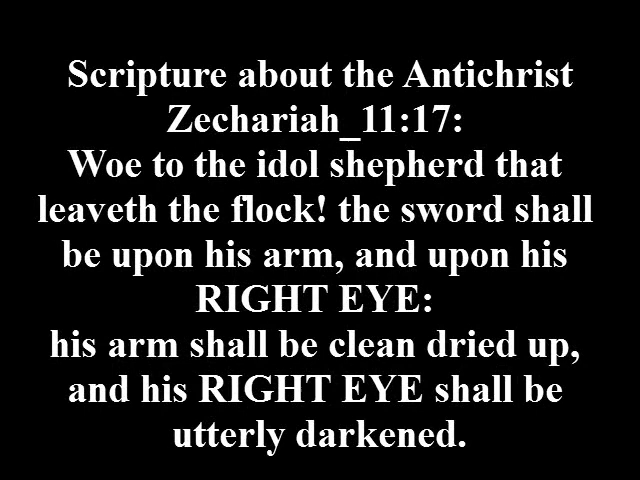 Scripture about the Antichrist
Zechariah_11:17:
Woe to the idol shepherd that
leaveth the flock! the sword shall
be upon his arm, and upon his
RIGHT EYE:
his arm shall be clean dried up,
and his RIGHT EYE shall be
utterly darkened.